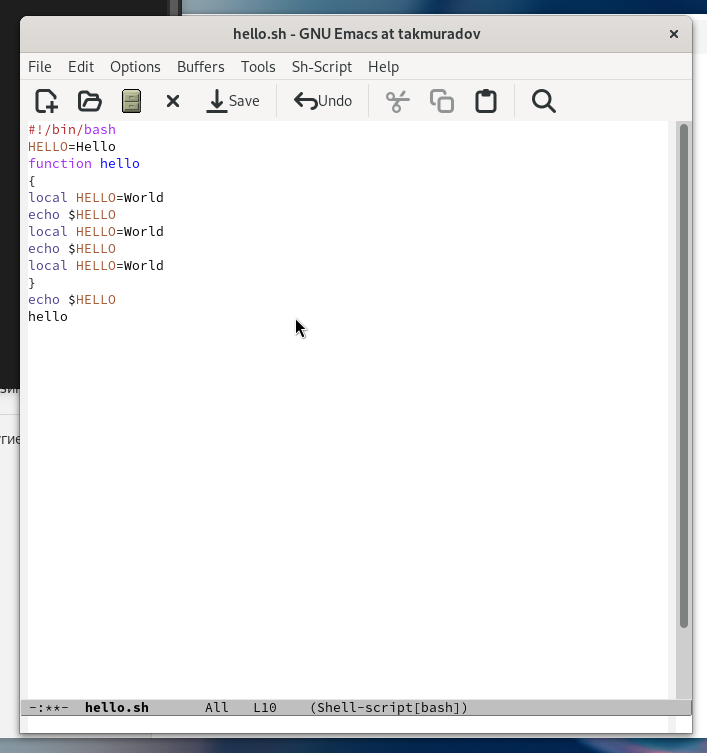 hello.sh - GNU Emacs at takmuradov
File Edit Options Buffers Tools Sh-Script Help
Save Undo
#!/bin/bash
HELLO=Hello
function hello
{
local HELLO=World
echo $HELLO
local HELLO=World
echo $HELLO
local HELLO=World
}
echo $HELLO
hello
-:**- hello.sh All L10 (Shell-script[bash])